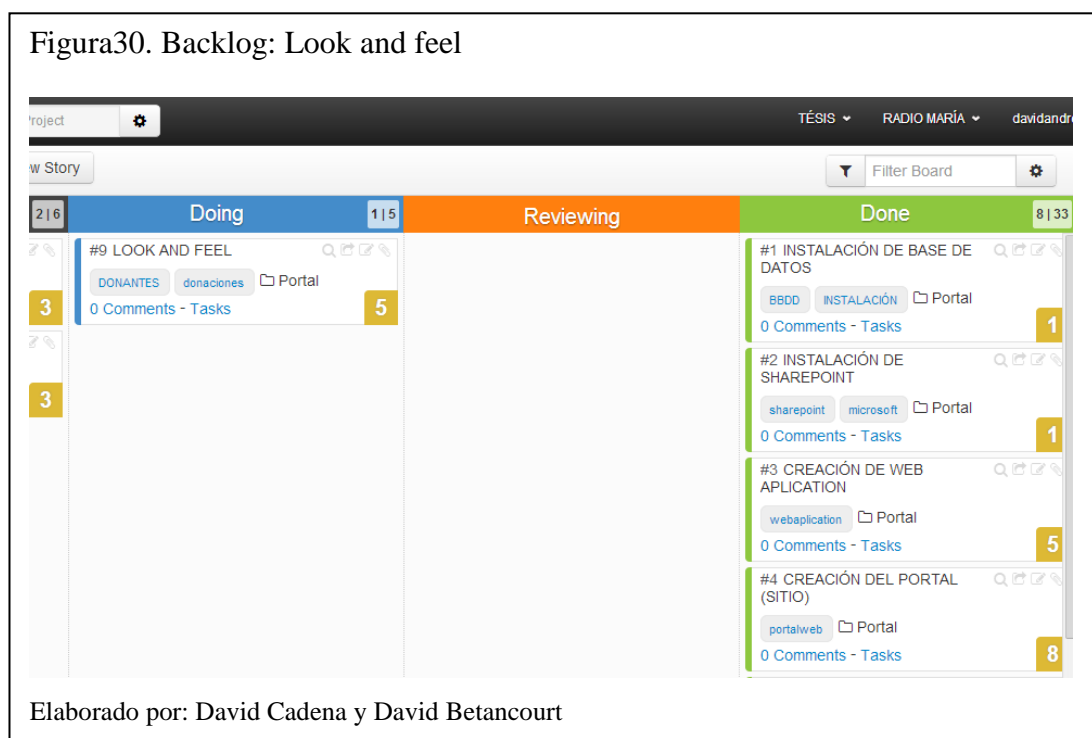 Figura30. Backlog: Look and feel
Project
TÉSIS RADIO MARÍA davidandr
w Story
Filter Board
2|6
Doing 1|5
Reviewing
Done 8|33
3
3
#9 LOOK AND FEEL
DONANTES donaciones Portal
0 Comments - Tasks 5
#1 INSTALACIÓN DE BASE DE
DATOS
BBDD INSTALACIÓN Portal
0 Comments - Tasks 1
#2 INSTALACIÓN DE
SHAREPOINT
sharepoint microsoft Portal
0 Comments - Tasks 1
#3 CREACIÓN DE WEB
APLICATION
webaplication Portal
0 Comments - Tasks 5
#4 CREACIÓN DEL PORTAL
(SITIO)
portalweb Portal
0 Comments - Tasks 8
Elaborado por: David Cadena y David Betancourt